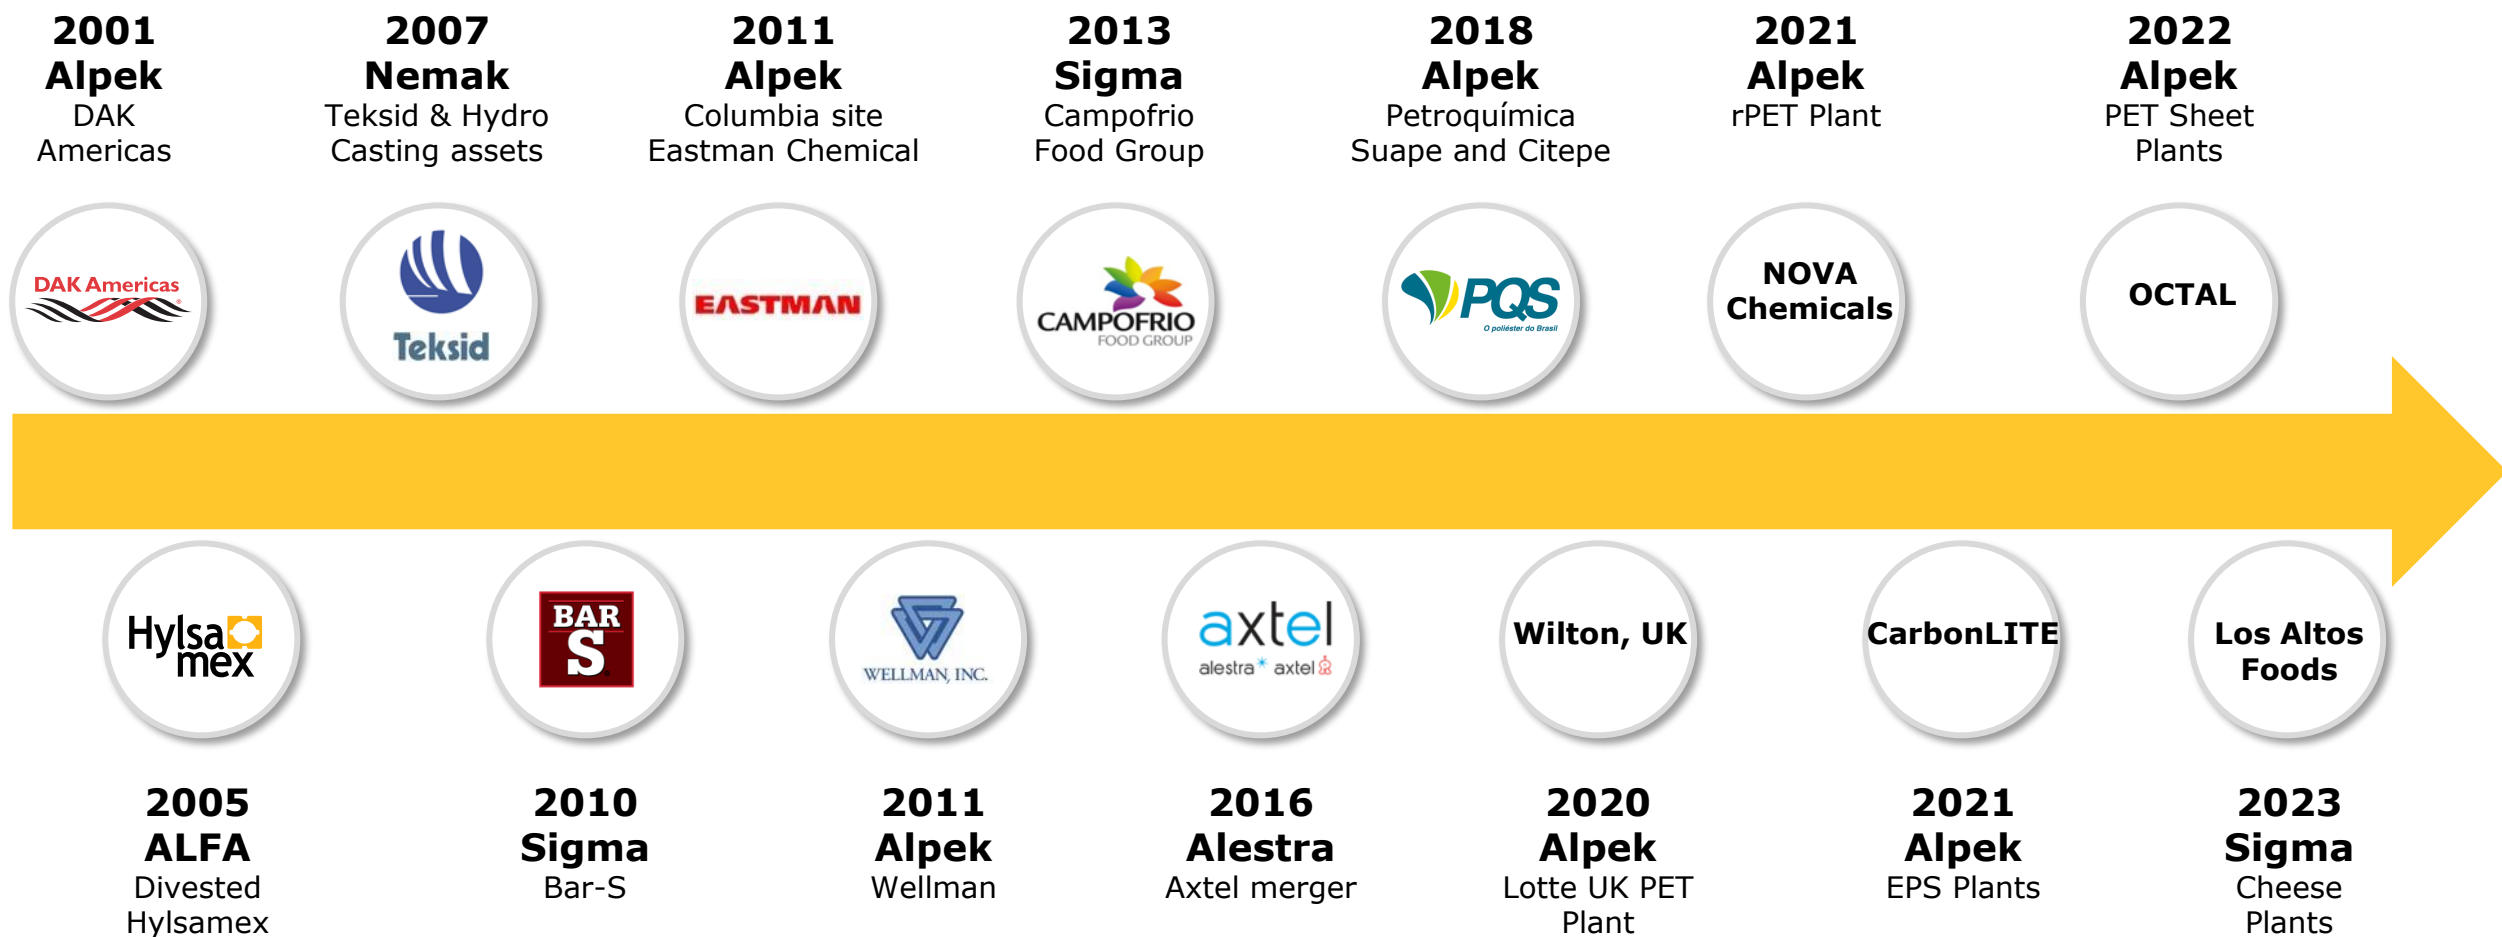 2001
Alpek
DAK
Americas
2007
Nemak
Teksid & Hydro
Casting assets
2011
Alpek
Columbia site
Eastman Chemical
2013
Sigma
Campofrio
Food Group
2018
Alpek
Petroquímica
Suape and Citepe
2021
Alpek
rPET Plant
2022
Alpek
PET Sheet
Plants
DAK Americas
Teksid
EASTMAN
CAMPOFRIO
FOOD GROUP
PQS
O poliéster do Brasil
NOVA
Chemicals
OCTAL
Hylsa
mex
BAR
S
WELLMAN, INC.
axtel
alestra* axtel
Wilton, UK
CarbonLITE
Los Altos
Foods
2005
ALFA
Divested
Hylsamex
2010
Sigma
Bar-S
2011
Alpek
Wellman
2016
Alestra
Axtel merger
2020
Alpek
Lotte UK PET
Plant
2021
Alpek
EPS Plants
2023
Sigma
Cheese
Plants